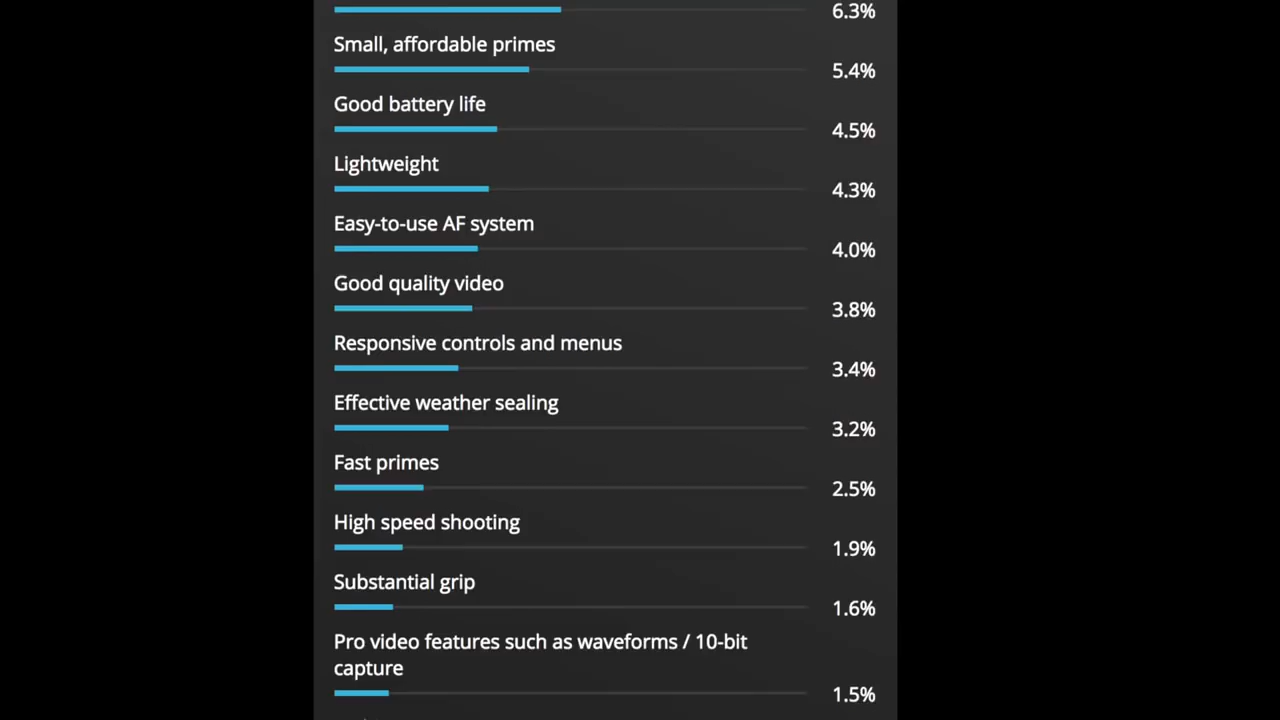 6.3%
Small, affordable primes
5.4%
Good battery life
4.5%
Lightweight
4.3%
Easy-to-use AF system
4.0%
Good quality video
3.8%
Responsive controls and menus
3.4%
Effective weather sealing
3.2%
Fast primes
2.5%
High speed shooting
1.9%
Substantial grip
1.6%
Pro video features such as waveforms / 10-bit
capture
1.5%